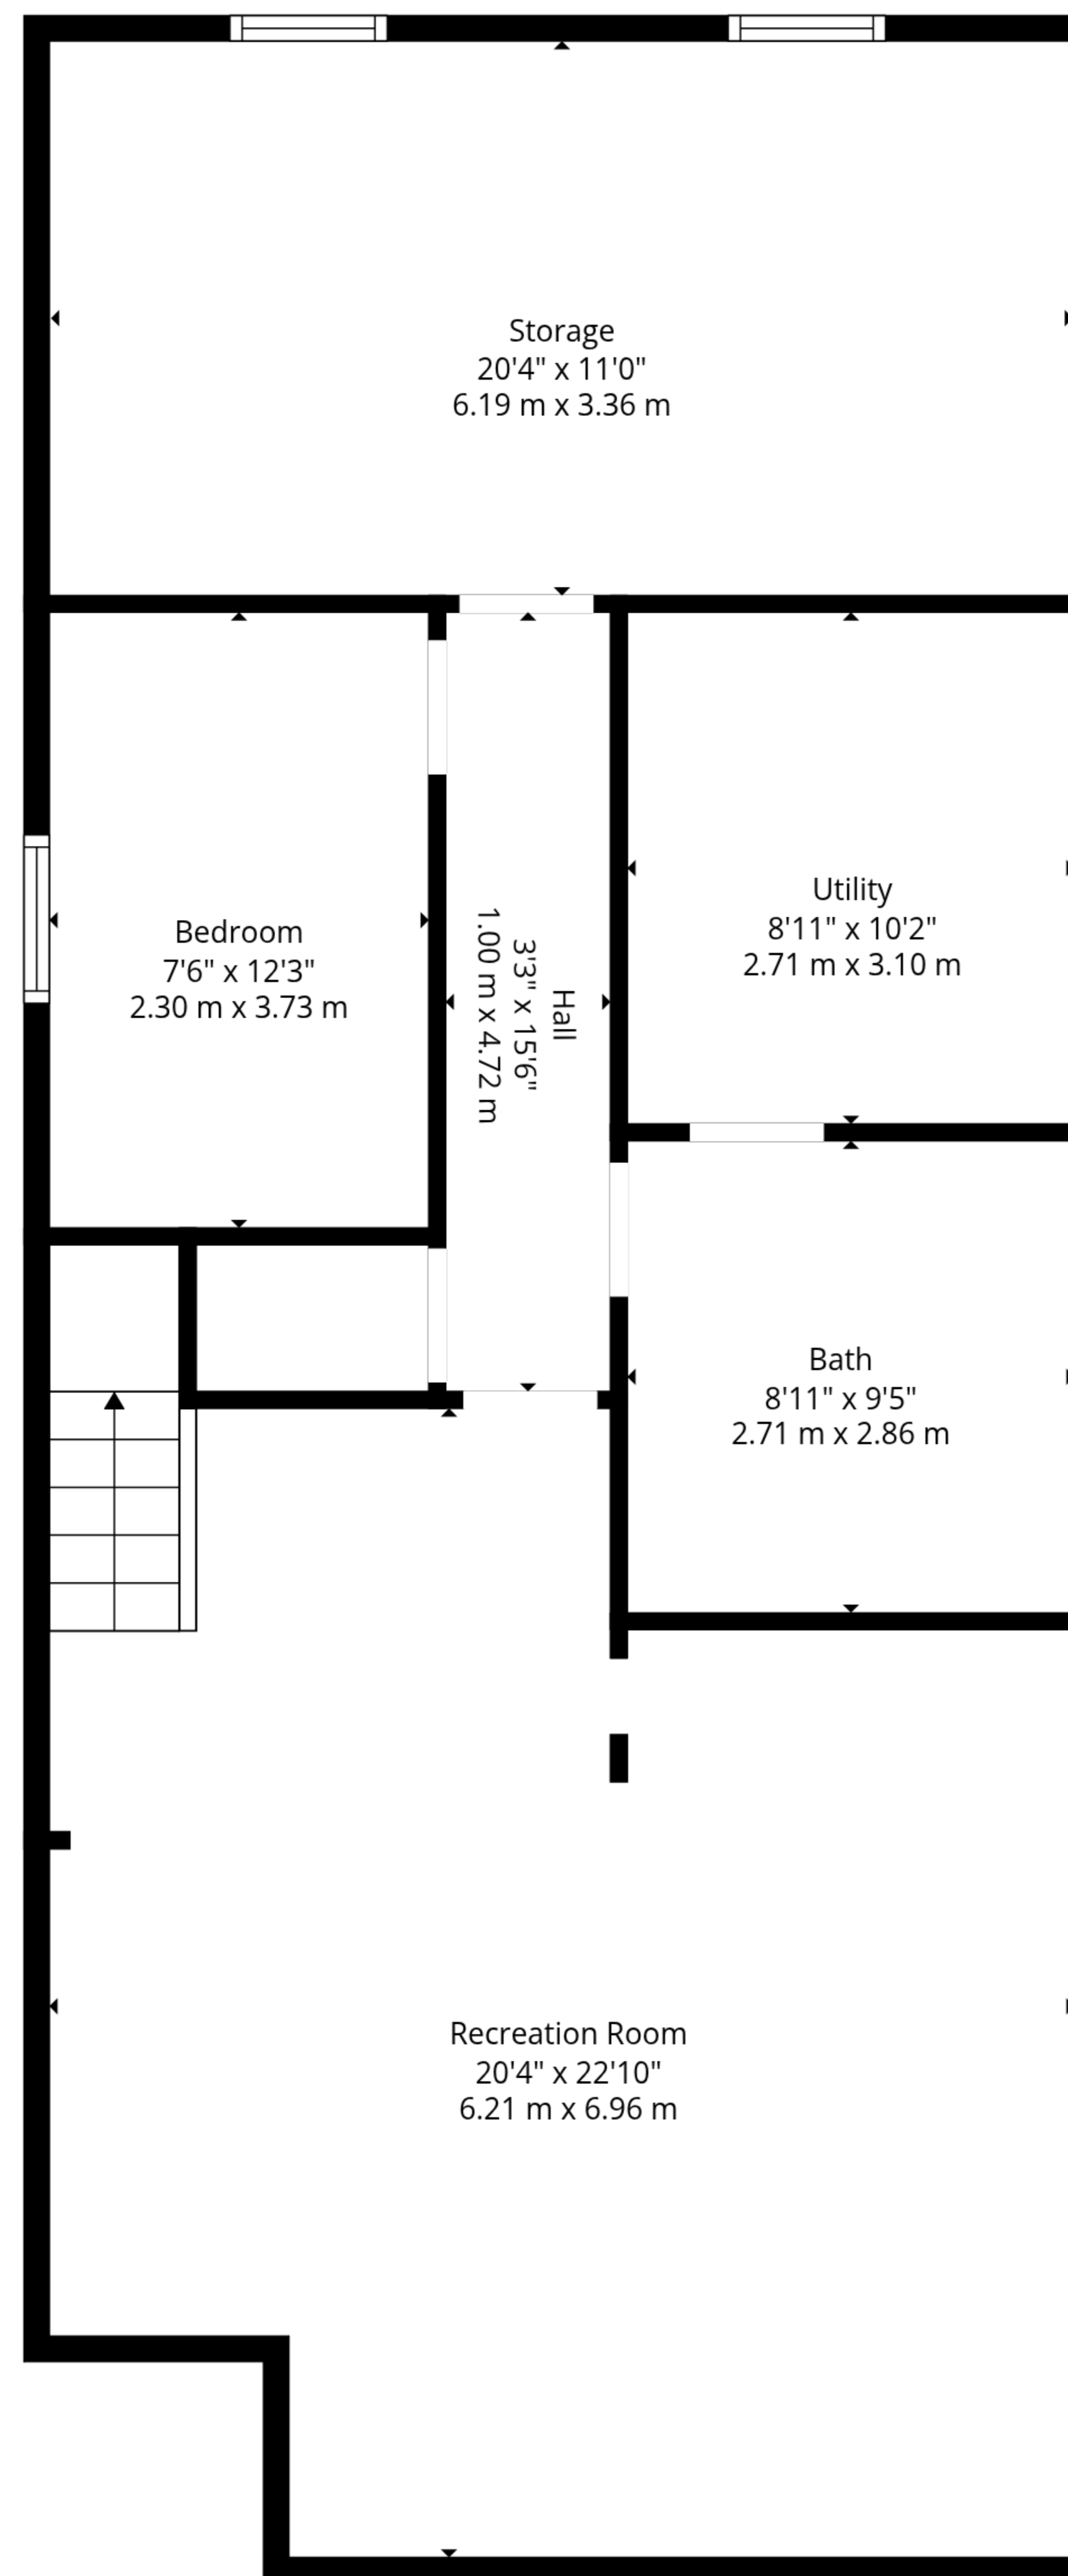 Storage
20'4" x 11'0"
6.19 m x 3.36 m
Bedroom
7'6" x 12'3"
2.30 m x 3.73 m
Hall
3'3" x 15'6"
1.00 m x 4.72 m
Utility
8'11" x 10'2"
2.71 m x 3.10 m
Bath
8'11" x 9'5"
2.71 m x 2.86 m
Recreation Room
20'4" x 22'10"
6.21 m x 6.96 m